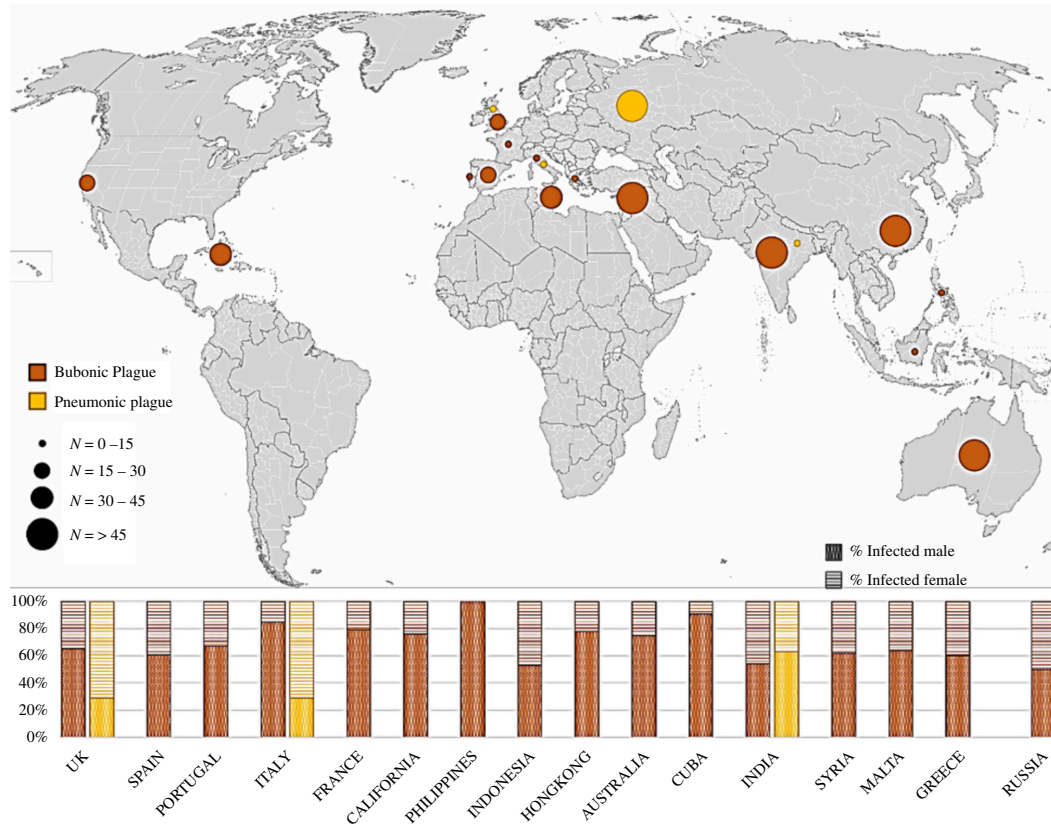 Bubonic Plague
Pneumonic plague
N = 0 – 15
N = 15 – 30
N = 30 – 45
N = > 45
% Infected male
% Infected female
100%
80%
60%
40%
20%
0%
UK
SPAIN
PORTUGAL
ITALY
FRANCE
CALIFORNIA
PHILIPPINES
INDONESIA
HONGKONG
AUSTRALIA
CUBA
INDIA
SYRIA
MALTA
GREECE
RUSSIA